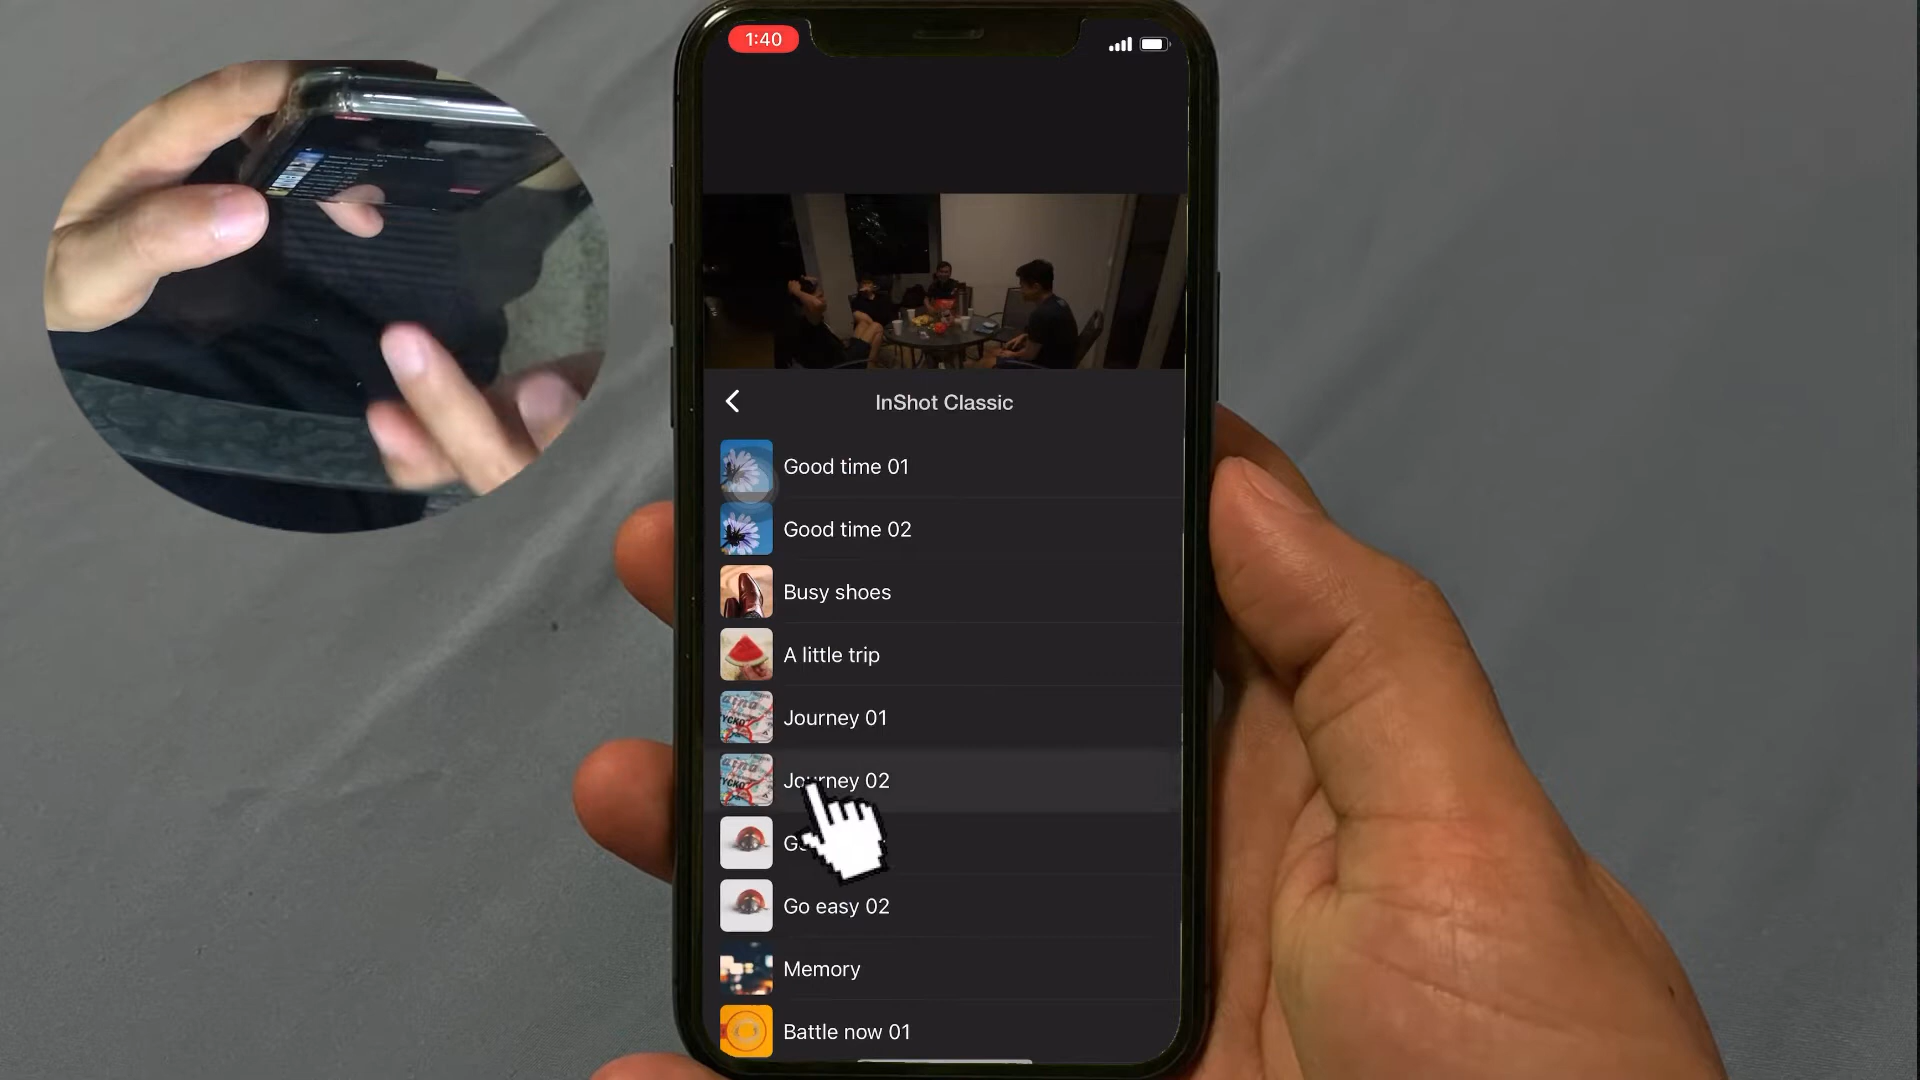 1:40
InShot Classic
Good time 01
Good time 02
Busy shoes
A little trip
Journey 01
Journey 02
Go easy 02
Memory
Battle now 01